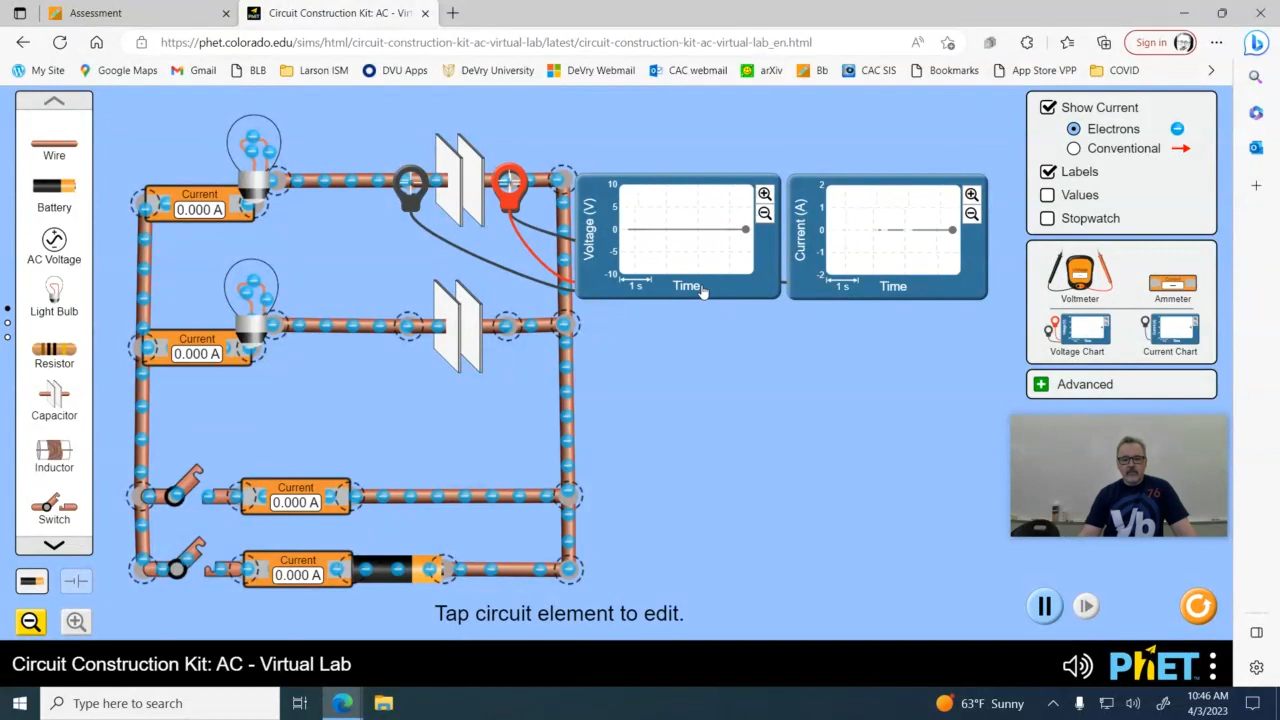 Assessment
Circuit Construction Kit: AC - Virt
https://phet.colorado.edu/sims/html/circuit-construction-kit-ac-virtual-lab/latest/circuit-construction-kit-ac-virtual-lab_en.html
Sign in
My Site
Google Maps
Gmail
BLB
Larson ISM
DVU Apps
DeVry University
DeVry Webmail
CAC webmail
arXiv
Bb
CAC SIS
Bookmarks
App Store VPP
COVID
Wire
Battery
AC Voltage
Light Bulb
Resistor
Capacitor
Inductor
Switch
Current
0.000 A
Current
0.000 A
Current
0.000 A
Current
0.000 A
Voltage (V)
10
5
0
-5
-10
1 s
Time
Current (A)
2
1
0
-1
-2
1 s
Time
Show Current
Electrons
Conventional
Labels
Values
Stopwatch
Voltmeter
Ammeter
Voltage Chart
Current Chart
Advanced
76
Tap circuit element to edit.
Circuit Construction Kit: AC - Virtual Lab
PhET
Type here to search
63°F Sunny
10:46 AM
4/3/2023